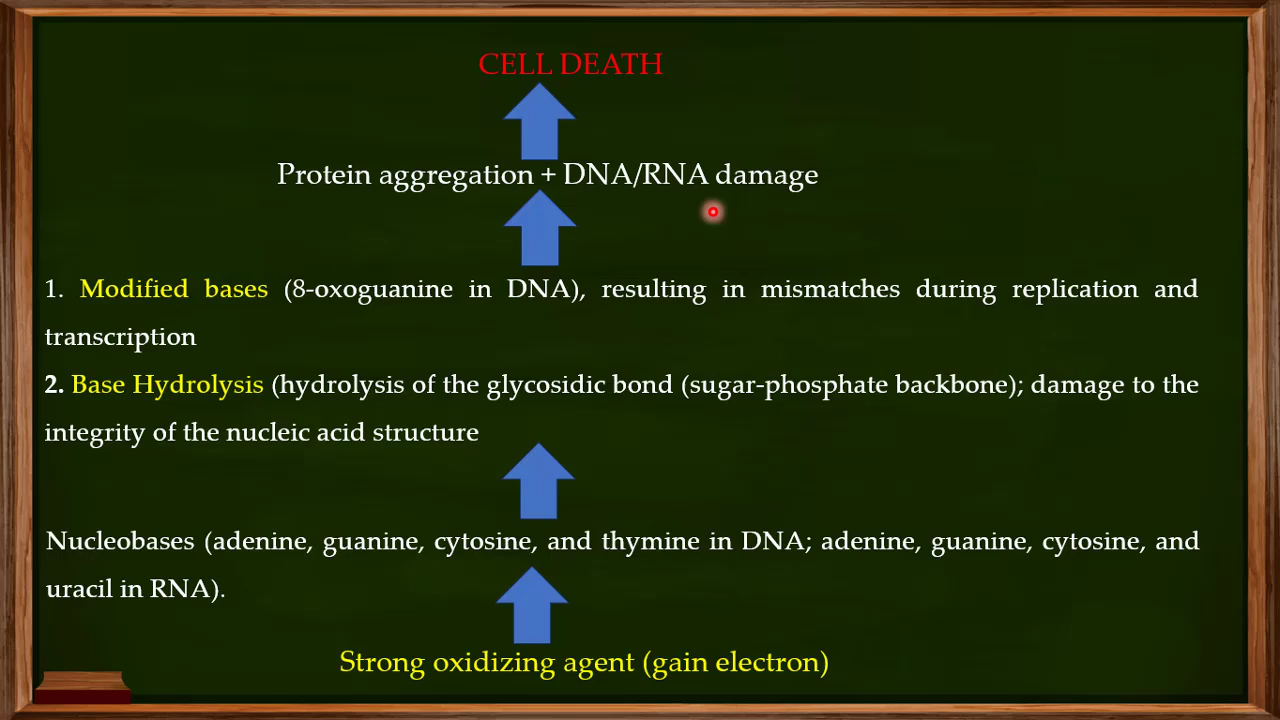 CELL DEATH
Protein aggregation + DNA/RNA damage
1. Modified bases (8-oxoguanine in DNA), resulting in mismatches during replication and
transcription
2. Base Hydrolysis (hydrolysis of the glycosidic bond (sugar-phosphate backbone); damage to the
integrity of the nucleic acid structure
Nucleobases (adenine, guanine, cytosine, and thymine in DNA; adenine, guanine, cytosine, and
uracil in RNA).
Strong oxidizing agent (gain electron)